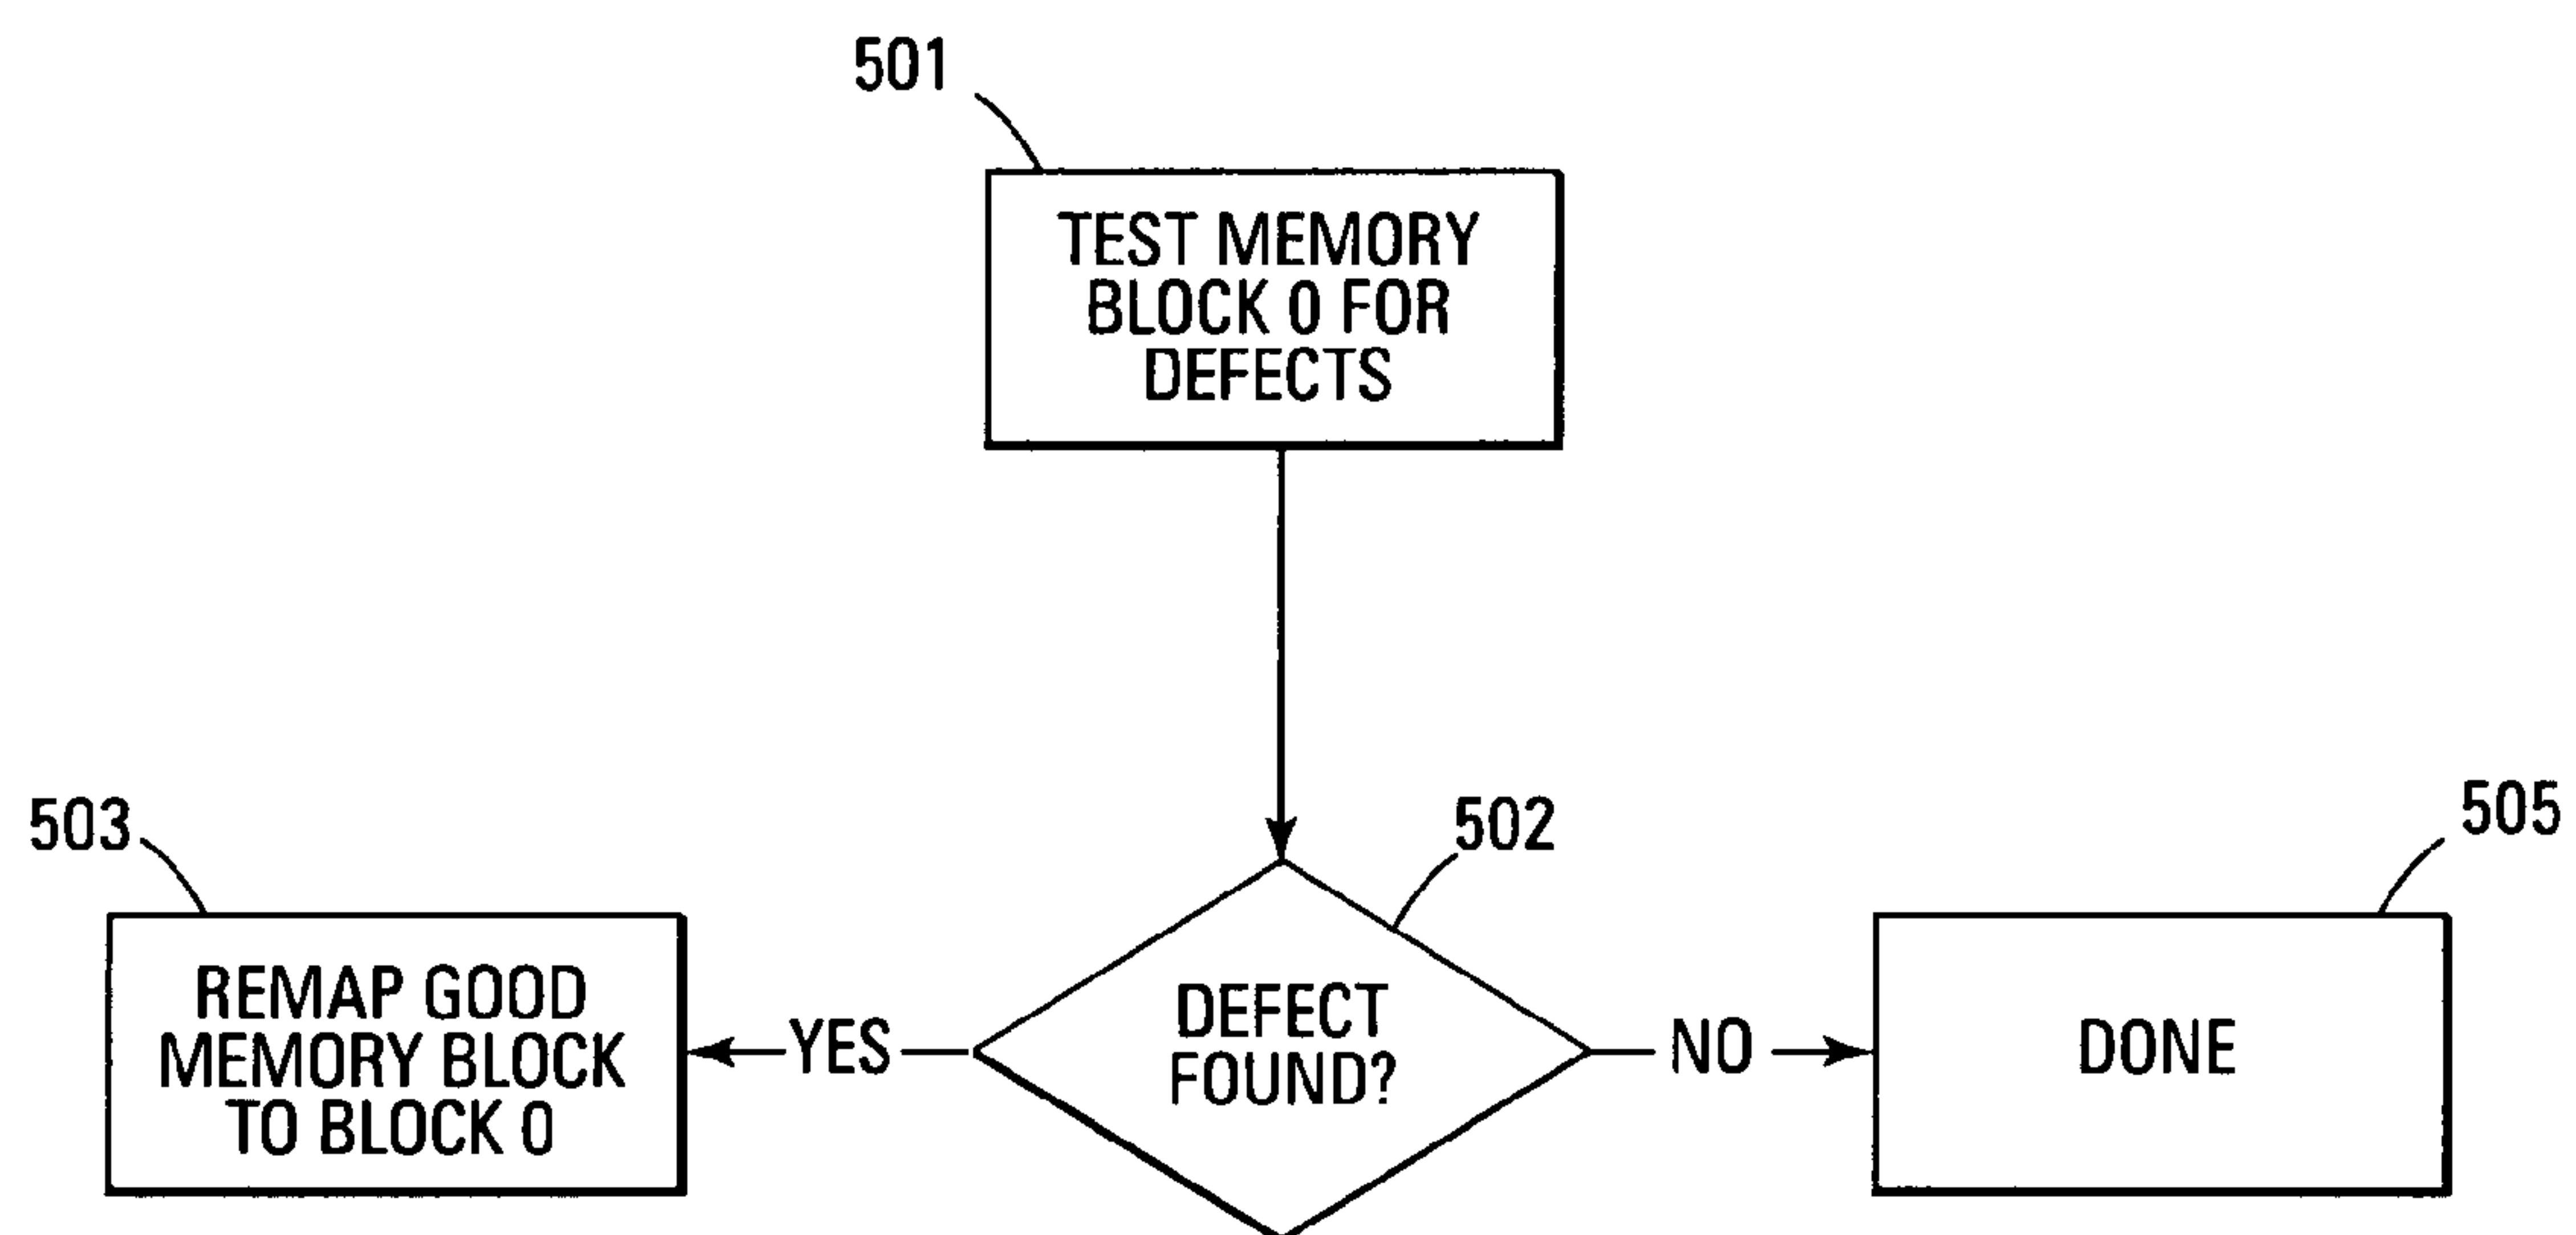 501
TEST MEMORY
BLOCK 0 FOR
DEFECTS
503
502
505
REMAP GOOD
MEMORY BLOCK
TO BLOCK 0
YES
DEFECT
FOUND?
NO
DONE